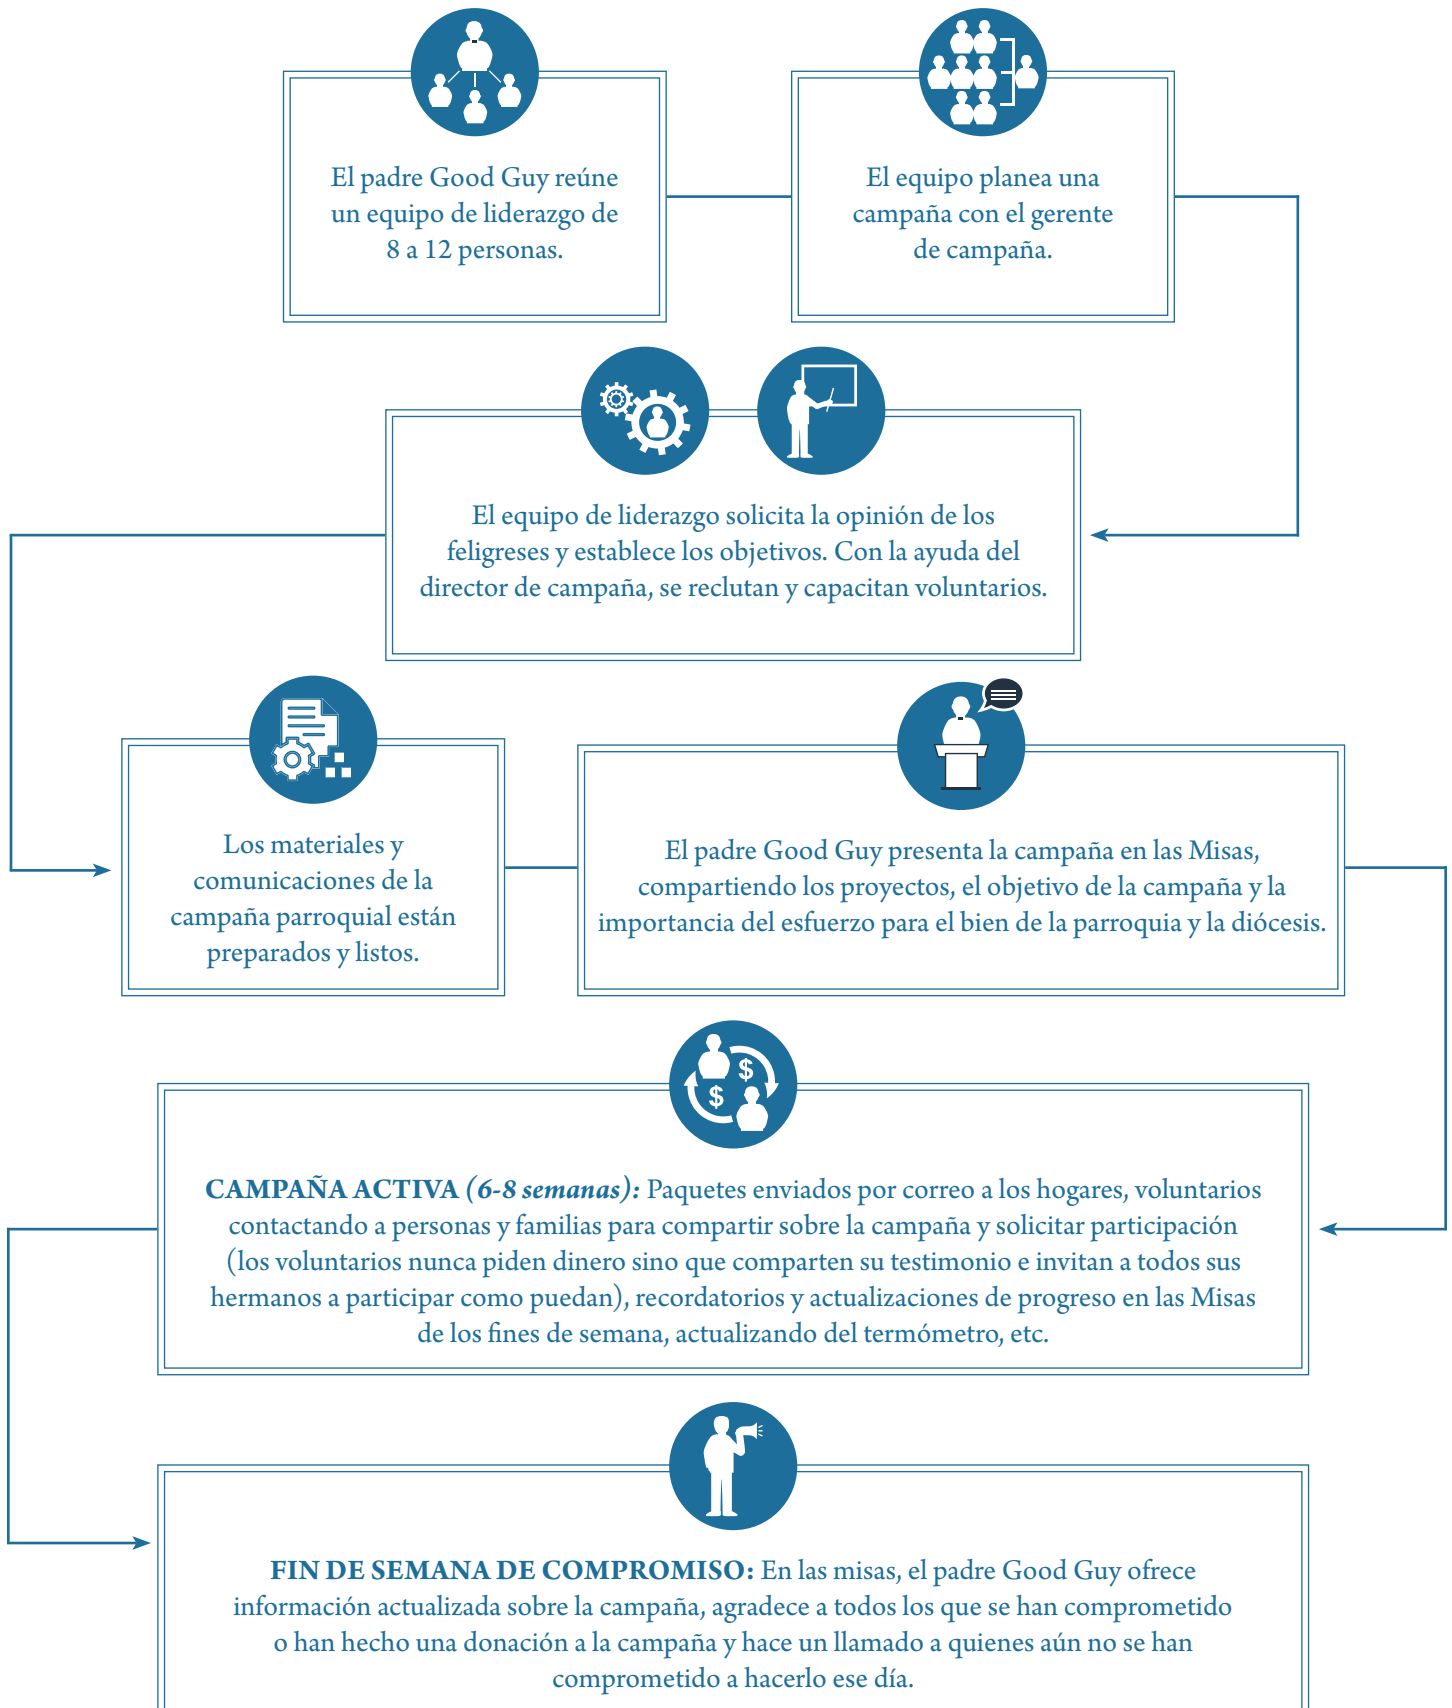 El padre Good Guy reúne
un equipo de liderazgo de
8 a 12 personas.
El equipo planea una
campaña con el gerente
de campaña.
El equipo de liderazgo solicita la opinión de los
feligreses y establece los objetivos. Con la ayuda del
director de campaña, se reclutan y capacitan voluntarios.
Los materiales y
comunicaciones de la
campaña parroquial están
preparados y listos.
El padre Good Guy presenta la campaña en las Misas,
compartiendo los proyectos, el objetivo de la campaña y la
importancia del esfuerzo para el bien de la parroquia y la diócesis.
$
$
CAMPAÑA ACTIVA (6-8 semanas): Paquetes enviados por correo a los hogares, voluntarios
contactando a personas y familias para compartir sobre la campaña y solicitar participación
(los voluntarios nunca piden dinero sino que comparten su testimonio e invitan a todos sus
hermanos a participar como puedan), recordatorios y actualizaciones de progreso en las Misas
de los fines de semana, actualizando del termómetro, etc.
FIN DE SEMANA DE COMPROMISO: En las misas, el padre Good Guy ofrece
información actualizada sobre la campaña, agradece a todos los que se han comprometido
o han hecho una donación a la campaña y hace un llamado a quienes aún no se han
comprometido a hacerlo ese día.